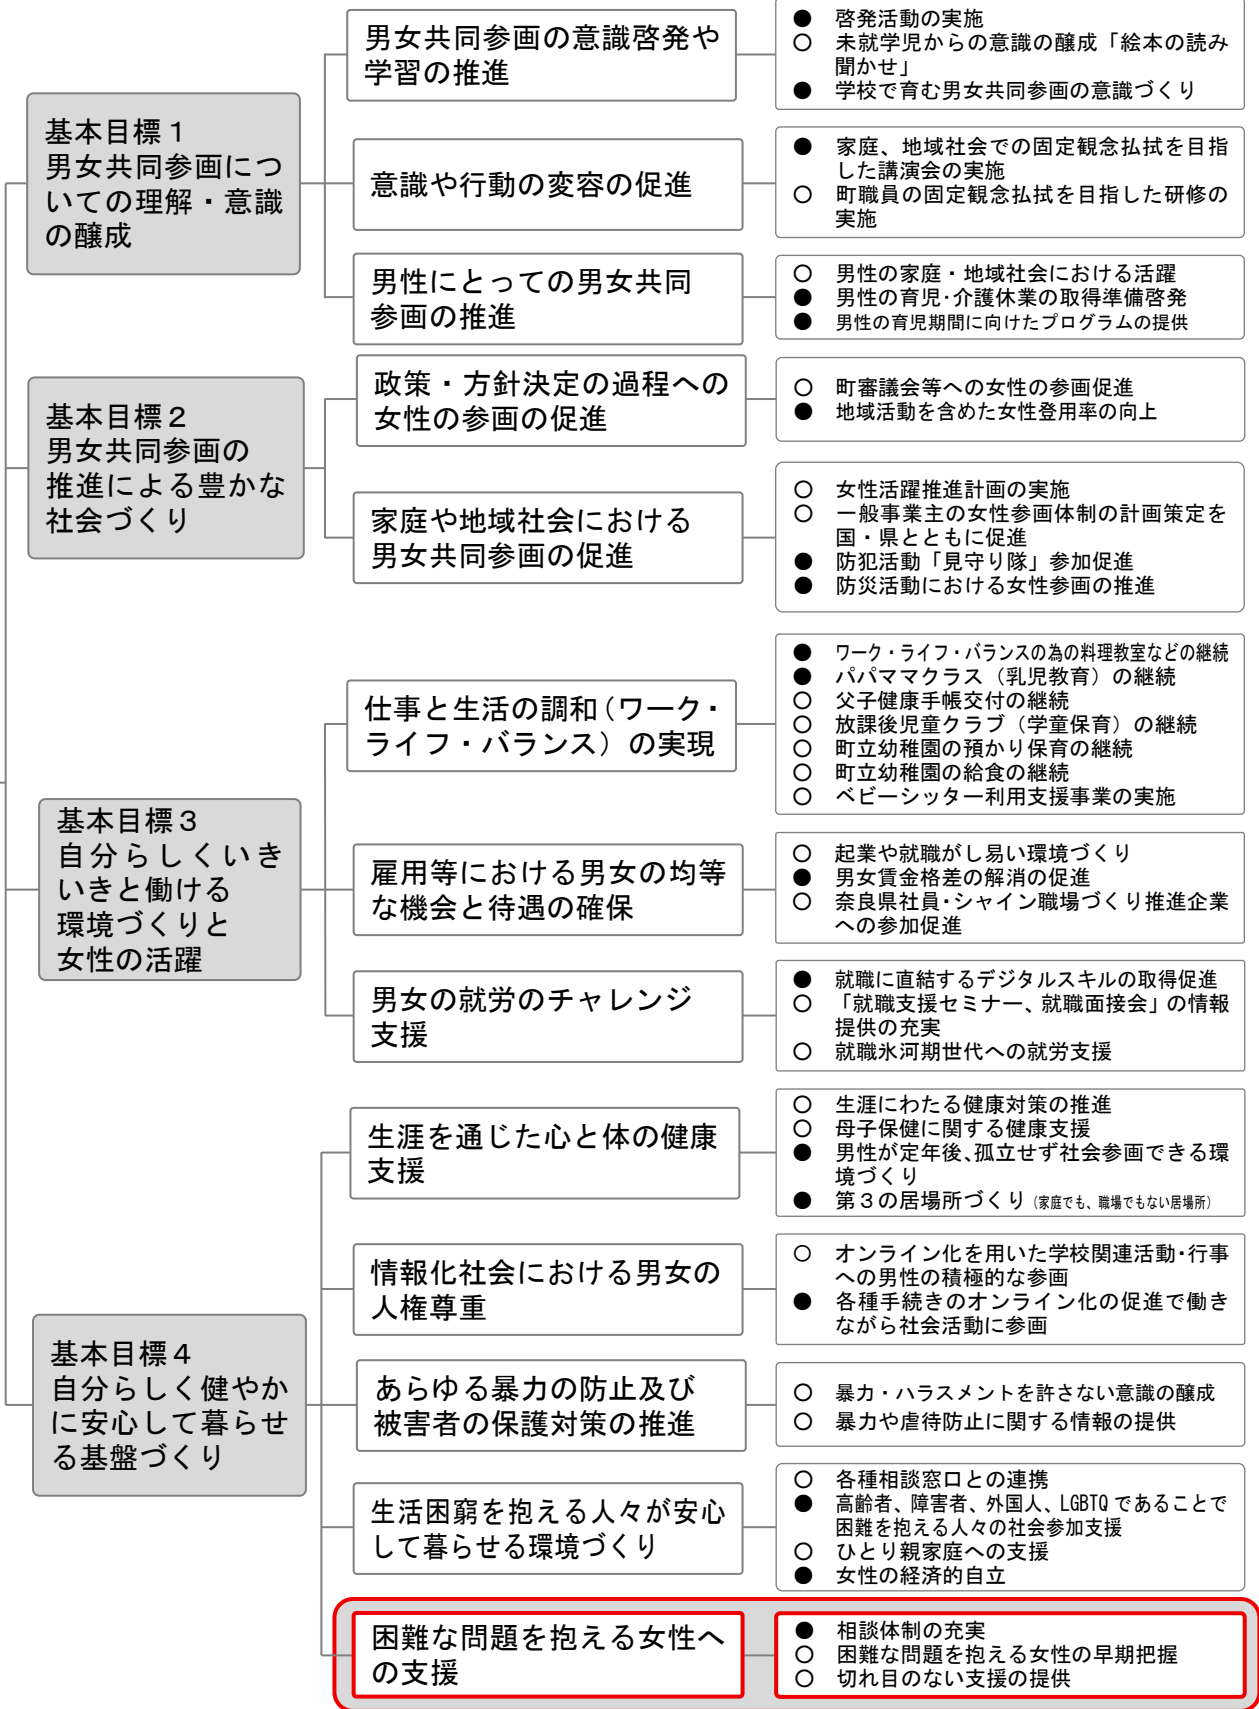 基本目標１
男女共同参画につ
いての理解・意識
の醸成
男女共同参画の意識啓発や
学習の推進
● 啓発活動の実施
○ 未就学児からの意識の醸成「絵本の読み
聞かせ」
● 学校で育む男女共同参画の意識づくり
意識や行動の変容の促進
● 家庭、地域社会での固定観念払拭を目指
した講演会の実施
○ 町職員の固定観念払拭を目指した研修の
実施
男性にとっての男女共同
参画の推進
○ 男性の家庭・地域社会における活躍
● 男性の育児・介護休業の取得準備啓発
● 男性の育児期間に向けたプログラムの提供
基本目標２
男女共同参画の
推進による豊かな
社会づくり
政策・方針決定の過程への
女性の参画の促進
○ 町審議会等への女性の参画促進
● 地域活動を含めた女性登用率の向上
家庭や地域社会における
男女共同参画の促進
○ 女性活躍推進計画の実施
○ 一般事業主の女性参画体制の計画策定を
国・県とともに促進
● 防犯活動「見守り隊」参加促進
● 防災活動における女性参画の推進
基本目標３
自分らしくいき
いきと働ける
環境づくりと
女性の活躍
仕事と生活の調和（ワーク・
ライフ・バランス）の実現
● ワーク・ライフ・バランスの為の料理教室などの継続
● パパママクラス（乳児教育）の継続
○ 父子健康手帳交付の継続
○ 放課後児童クラブ（学童保育）の継続
○ 町立幼稚園の預かり保育の継続
○ 町立幼稚園の給食の継続
○ ベビーシッター利用支援事業の実施
雇用等における男女の均等
な機会と待遇の確保
○ 起業や就職がし易い環境づくり
● 男女賃金格差の解消の促進
○ 奈良県社員・シャイン職場づくり推進企業
への参加促進
男女の就労のチャレンジ
支援
● 就職に直結するデジタルスキルの取得促進
○ 「就職支援セミナー、就職面接会」の情報
提供の充実
○ 就職氷河期世代への就労支援
基本目標４
自分らしく健やか
に安心して暮らせ
る基盤づくり
生涯を通じた心と体の健康
支援
○ 生涯にわたる健康対策の推進
○ 母子保健に関する健康支援
● 男性が定年後、孤立せず社会参画できる環
境づくり
● 第３の居場所づくり（家庭でも、職場でもない居場所）
情報化社会における男女の
人権尊重
○ オンライン化を用いた学校関連活動・行事
への男性の積極的な参画
● 各種手続きのオンライン化の促進で働き
ながら社会活動に参画
あらゆる暴力の防止及び
被害者の保護対策の推進
○ 暴力・ハラスメントを許さない意識の醸成
○ 暴力や虐待防止に関する情報の提供
生活困窮を抱える人々が安心
して暮らせる環境づくり
○ 各種相談窓口との連携
● 高齢者、障害者、外国人、LGBTQ であることで
困難を抱える人々の社会参加支援
○ ひとり親家庭への支援
● 女性の経済的自立
困難な問題を抱える女性へ
の支援
● 相談体制の充実
○ 困難な問題を抱える女性の早期把握
○ 切れ目のない支援の提供